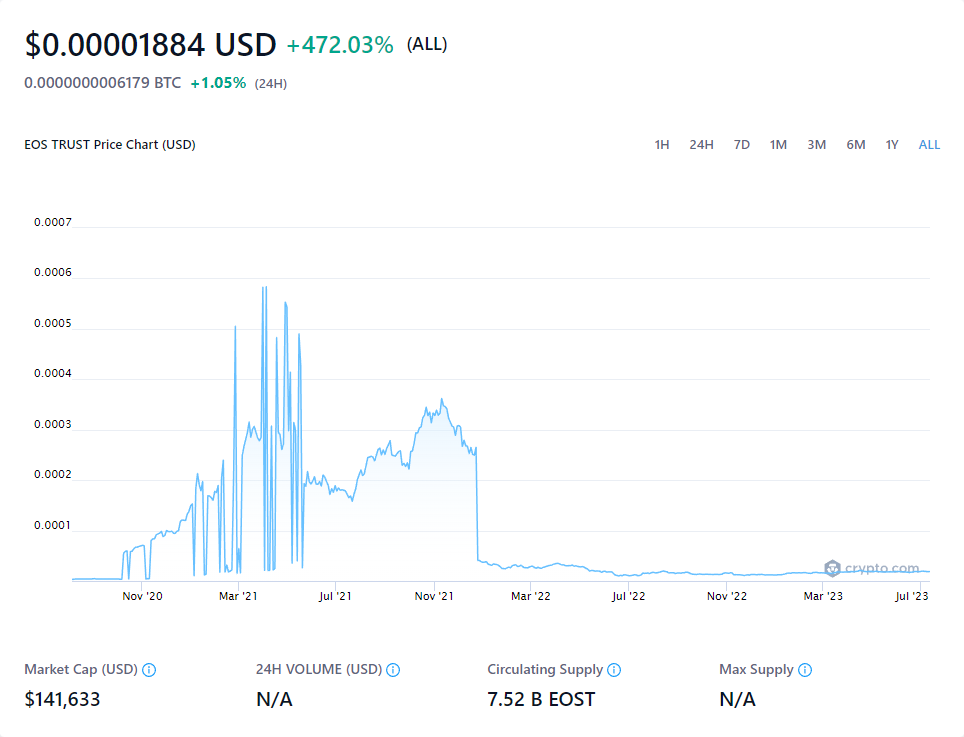 $0.00001884 USD +472.03% (ALL)
0.0000000006179 BTC +1.05% (24H)
EOS TRUST Price Chart (USD) 1H 24H 7D 1M 3M 6M 1Y ALL
0.0007
0.0006
0.0005
0.0004
0.0003
0.0002
0.0001
crypto.com
Nov '20 Mar '21 Jul '21 Nov '21 Mar '22 Jul '22 Nov '22 Mar '23 Jul '23
Market Cap (USD) 24H VOLUME (USD) Circulating Supply Max Supply
$141,633 N/A 7.52 B EOST N/A